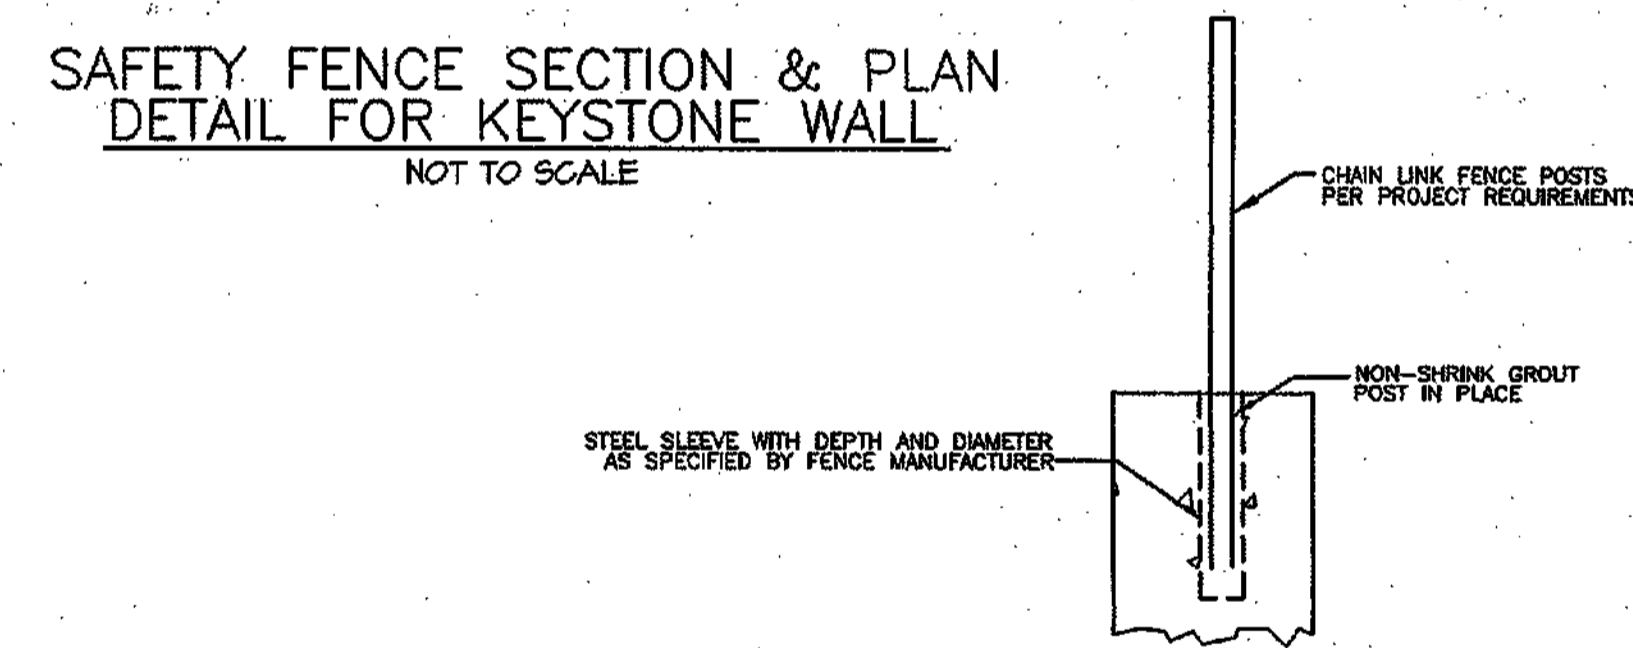 SAFETY FENCE SECTION & PLAN
DETAIL FOR KEYSTONE WALL
NOT TO SCALE
CHAIN LINK FENCE POSTS
PER PROJECT REQUIREMENTS
NON-SHRINK GROUT
POST IN PLACE
STEEL SLEEVE WITH DEPTH AND DIAMETER
AS SPECIFIED BY FENCE MANUFACTURER